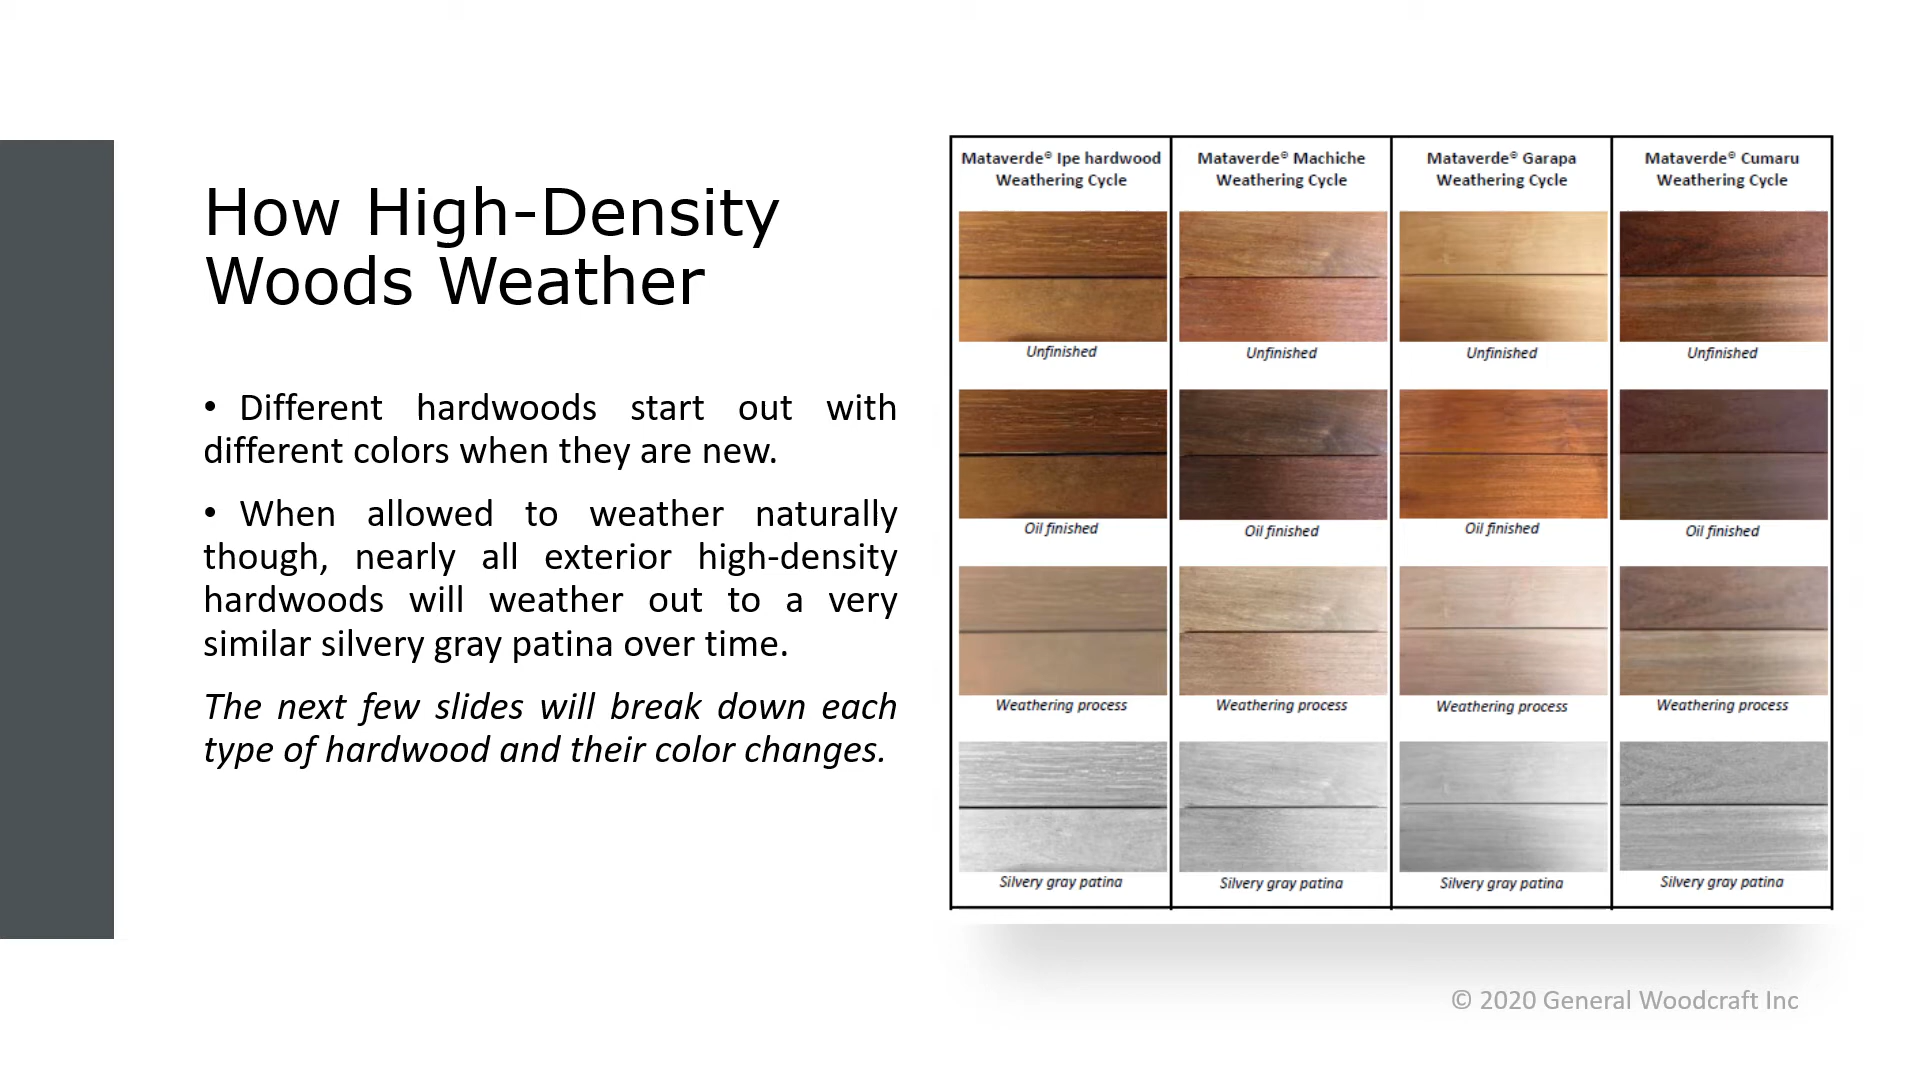 How High-Density
Woods Weather
• Different hardwoods start out with
different colors when they are new.
• When allowed to weather naturally
though, nearly all exterior high-density
hardwoods will weather out to a very
similar silvery gray patina over time.
The next few slides will break down each
type of hardwood and their color changes.
Mataverde® Ipe hardwood
Weathering Cycle
Unfinished
Oil finished
Weathering process
Silvery gray patina
Mataverde® Machiche
Weathering Cycle
Unfinished
Oil finished
Weathering process
Silvery gray patina
Mataverde® Garapa
Weathering Cycle
Unfinished
Oil finished
Weathering process
Silvery gray patina
Mataverde® Cumaru
Weathering Cycle
Unfinished
Oil finished
Weathering process
Silvery gray patina
© 2020 General Woodcraft Inc